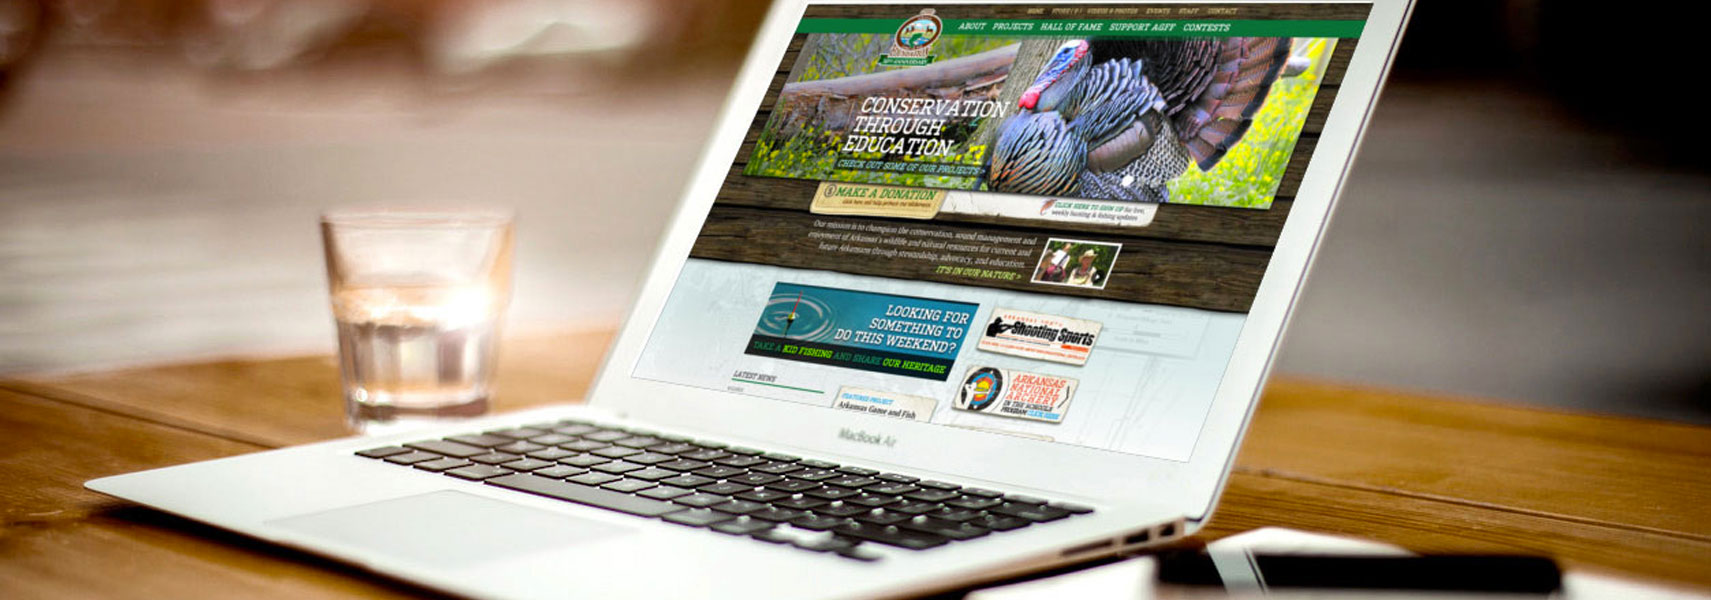 HOME STORE ( 0 ) VIDEOS & PHOTOS EVENTS STAFF CONTACT
ABOUT PROJECTS HALL OF FAME SUPPORT AGFF CONTESTS
CONSERVATION
THROUGH
EDUCATION
CHECK OUT SOME OF OUR PROJECTS >
$ MAKE A DONATION
click here and help protect our wilderness
CLICK HERE TO SIGN UP for free,
weekly hunting & fishing updates
Our mission is to champion the conservation, sound management and
enjoyment of Arkansas's wildlife and natural resources for current and
future Arkansans through stewardship, advocacy, and education.
IT'S IN OUR NATURE >
LOOKING FOR
SOMETHING TO
DO THIS WEEKEND?
TAKE A KID FISHING AND SHARE OUR HERITAGE
Shooting Sports
ARKANSAS
NATIONAL
ARCHERY
IN THE SCHOOLS
PROGRAM CLICK HERE
LATEST NEWS
FEATURED PROJECT
Arkansas Game and Fish
MacBook Air